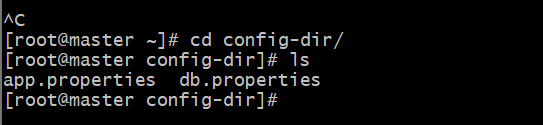 ^C
[root@master ~]# cd config-dir/
[root@master config-dir]# ls
app.properties  db.properties
[root@master config-dir]#